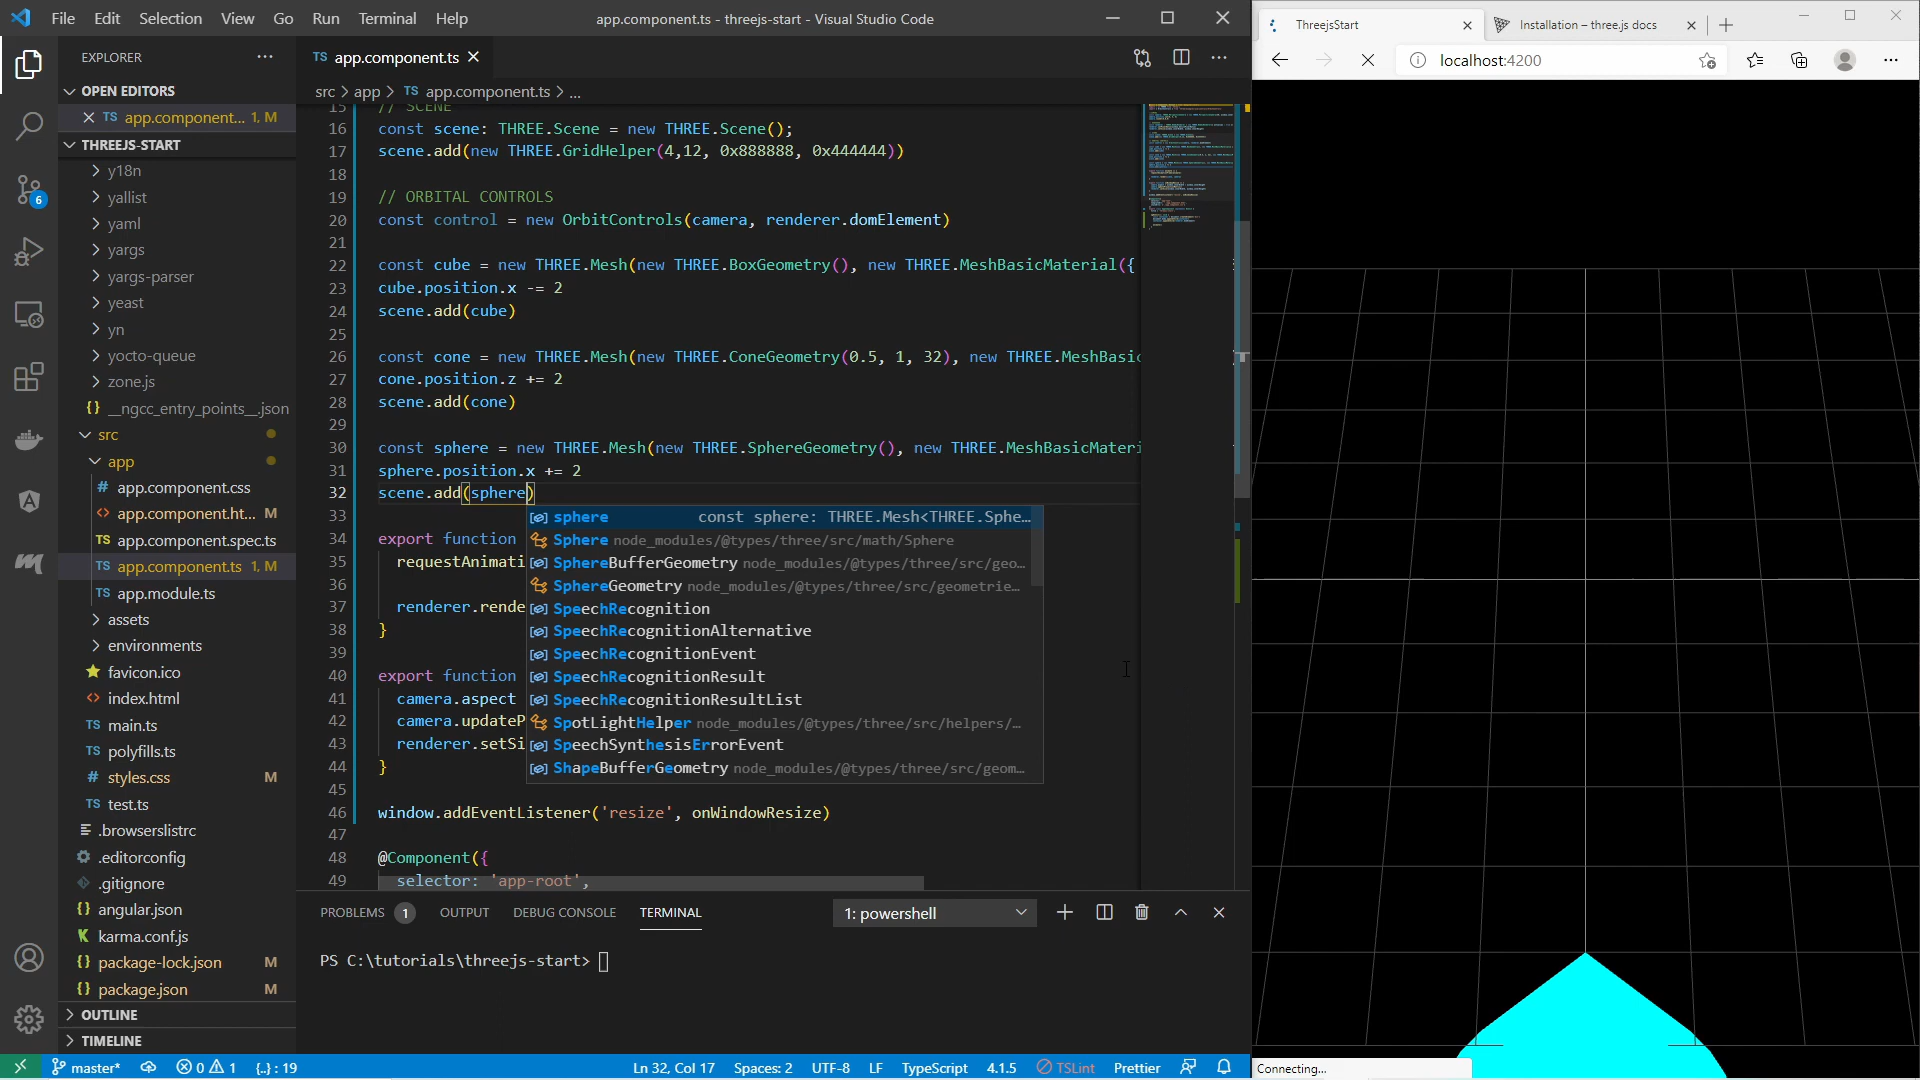 File Edit Selection View Go Run Terminal Help
app.component.ts - threejs-start - Visual Studio Code
EXPLORER
OPEN EDITORS
TS app.component... 1, M
THREEJS-START
y18n
yallist
yaml
yargs
yargs-parser
yeast
yn
yocto-queue
zone.js
{} __ngcc_entry_points__.json
src
app
# app.component.css
<> app.component.ht... M
TS app.component.spec.ts
TS app.component.ts 1, M
TS app.module.ts
assets
environments
favicon.ico
<> index.html
TS main.ts
TS polyfills.ts
# styles.css M
TS test.ts
.browserslistrc
.editorconfig
.gitignore
{} angular.json
karma.conf.js
{} package-lock.json M
{} package.json M
OUTLINE
TIMELINE
6
TS app.component.ts
src > app > TS app.component.ts > ...
15 // SCENE
16 const scene: THREE.Scene = new THREE.Scene();
17 scene.add(new THREE.GridHelper(4,12, 0x888888, 0x444444))
18
19 // ORBITAL CONTROLS
20 const control = new OrbitControls(camera, renderer.domElement)
21
22 const cube = new THREE.Mesh(new THREE.BoxGeometry(), new THREE.MeshBasicMaterial({
23 cube.position.x -= 2
24 scene.add(cube)
25
26 const cone = new THREE.Mesh(new THREE.ConeGeometry(0.5, 1, 32), new THREE.MeshBasic
27 cone.position.z += 2
28 scene.add(cone)
29
30 const sphere = new THREE.Mesh(new THREE.SphereGeometry(), new THREE.MeshBasicMateri
31 sphere.position.x += 2
32 scene.add(sphere)
33
34 export function
35 requestAnimati
36
37 renderer.rende
38 }
39
40 export function
41 camera.aspect
42 camera.updateP
43 renderer.setSi
44 }
45
46 window.addEventListener('resize', onWindowResize)
47
48 @Component({
49 selector: 'app-root',
sphere const sphere: THREE.Mesh<THREE.Sphe...
Sphere node_modules/@types/three/src/math/Sphere
SphereBufferGeometry node_modules/@types/three/src/geo...
SphereGeometry node_modules/@types/three/src/geometrie...
SpeechRecognition
SpeechRecognitionAlternative
SpeechRecognitionEvent
SpeechRecognitionResult
SpeechRecognitionResultList
SpotLightHelper node_modules/@types/three/src/helpers/...
SpeechSynthesisErrorEvent
ShapeBufferGeometry node_modules/@types/three/src/geom...
PROBLEMS 1 OUTPUT DEBUG CONSOLE TERMINAL
1: powershell
PS C:\tutorials\threejs-start>
master* 0 1 {..} : 19 Ln 32, Col 17 Spaces: 2 UTF-8 LF TypeScript 4.1.5 TSLint Prettier
ThreejsStart
Installation – three.js docs
localhost:4200
Connecting...